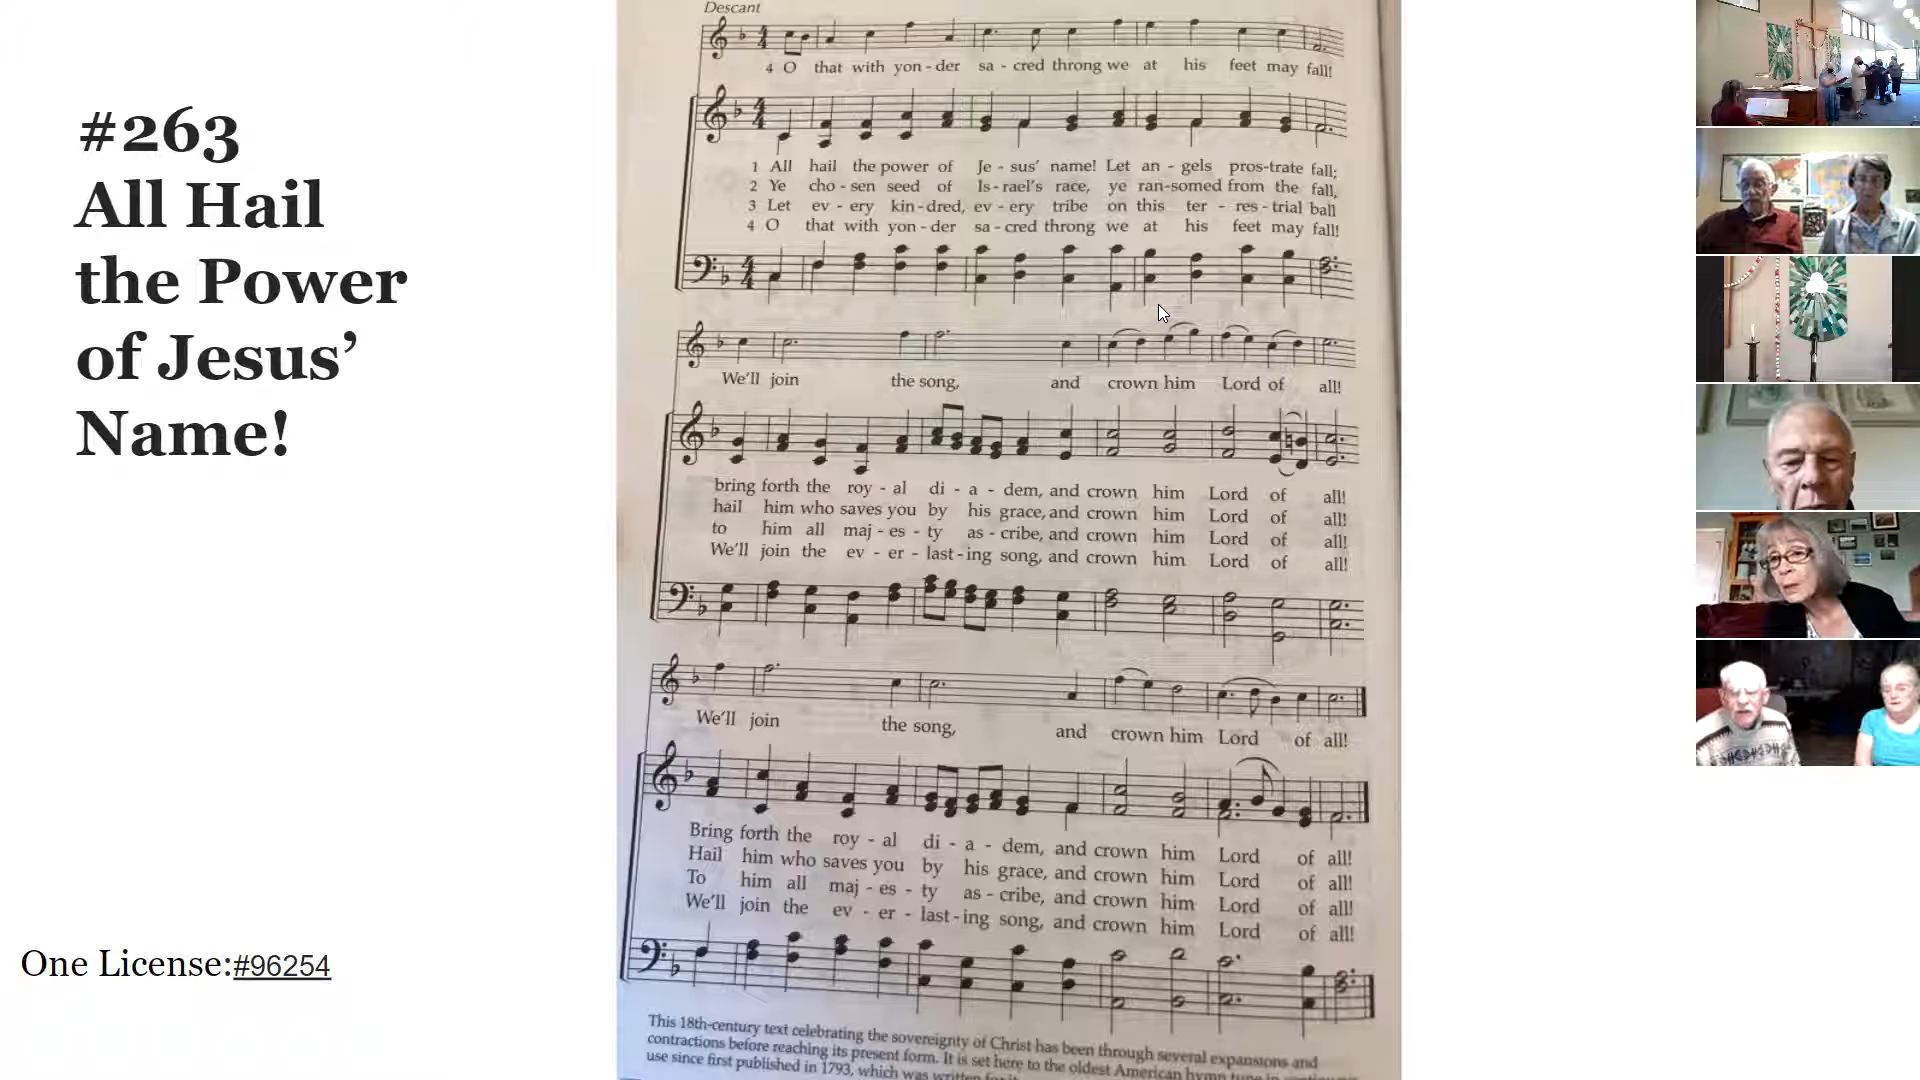 #263
All Hail
the Power
of Jesus’
Name!
One License:#96254
Descant
4 O that with yon - der sa - cred throng we at his feet may fall!
1 All hail the power of Je - sus’ name! Let an - gels pros-trate fall;
2 Ye cho - sen seed of Is - rael’s race, ye ran-somed from the fall,
3 Let ev - ery kin - dred, ev - ery tribe on this ter - res - trial ball
4 O that with yon - der sa - cred throng we at his feet may fall!
We’ll join the song, and crown him Lord of all!
bring forth the roy - al di - a - dem, and crown him Lord of all!
hail him who saves you by his grace, and crown him Lord of all!
to him all maj - es - ty as - cribe, and crown him Lord of all!
We’ll join the ev - er - last - ing song, and crown him Lord of all!
We’ll join the song, and crown him Lord of all!
Bring forth the roy - al di - a - dem, and crown him Lord of all!
Hail him who saves you by his grace, and crown him Lord of all!
To him all maj - es - ty as - cribe, and crown him Lord of all!
We’ll join the ev - er - last - ing song, and crown him Lord of all!
This 18th-century text celebrating the sovereignty of Christ has been through several expansions and
contractions before reaching its present form. It is set here to the oldest American hymn tune in
use since first published in 1793, which was written for